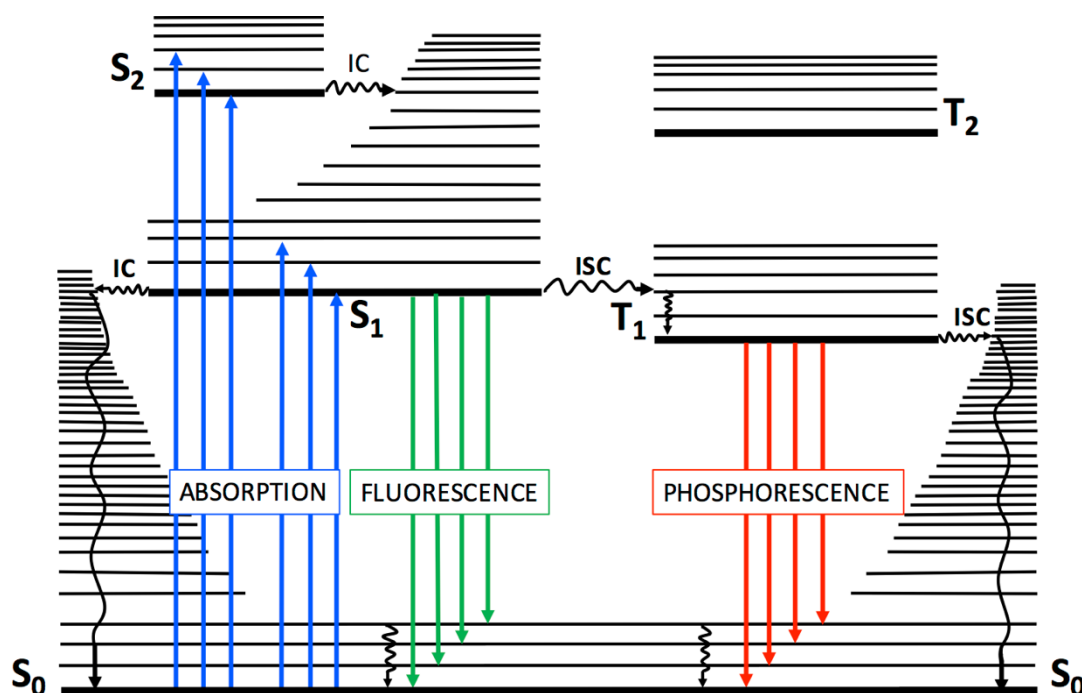 S₂
IC
T₂
IC
S₁
ISC
T₁
ISC
ABSORPTION
FLUORESCENCE
PHOSPHORESCENCE
S₀
S₀